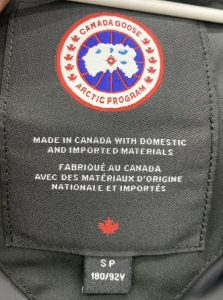 CANADA GOOSE
ARCTIC PROGRAM
MADE IN CANADA WITH DOMESTIC
AND IMPORTED MATERIALS
FABRIQUÉ AU CANADA
AVEC DES MATÉRIAUX D'ORIGINE
NATIONALE ET IMPORTÉS
S P
180/92Y